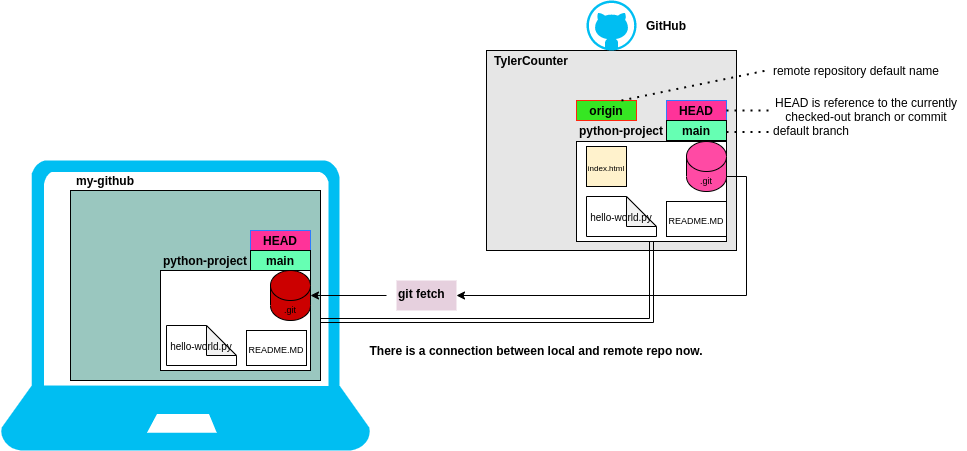 GitHub
TylerCounter
remote repository default name
origin
HEAD
HEAD is reference to the currently
checked-out branch or commit
python-project
main
default branch
index.html
.git
hello-world.py
README.MD
my-github
HEAD
python-project
main
.git
hello-world.py
README.MD
git fetch
There is a connection between local and remote repo now.